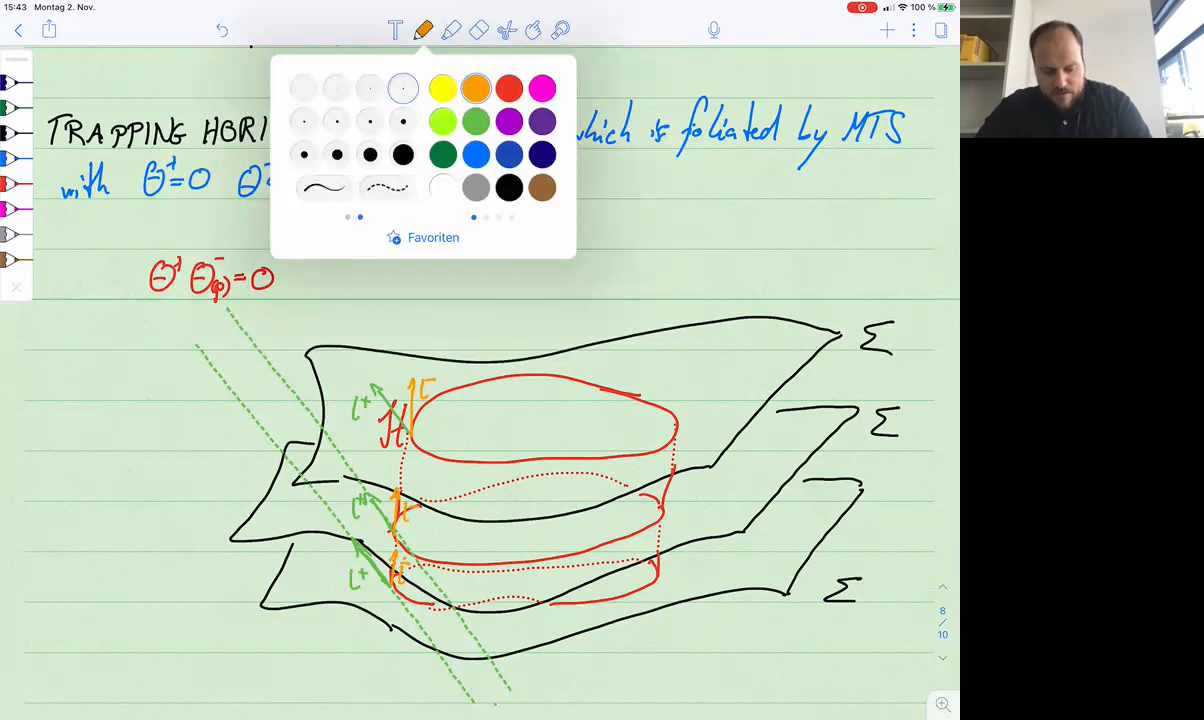 15:43 Montag 2. Nov.
100 %
T
TRAPPING HORI which is foliated by MTS
with Θ⁺=0 Θ⁻
Favoriten
Θ⁺ Θ⁻(p)=0
Σ
τ
l⁺
H
Σ
l⁺
τ
Σ
l⁺
τ
8
/
10